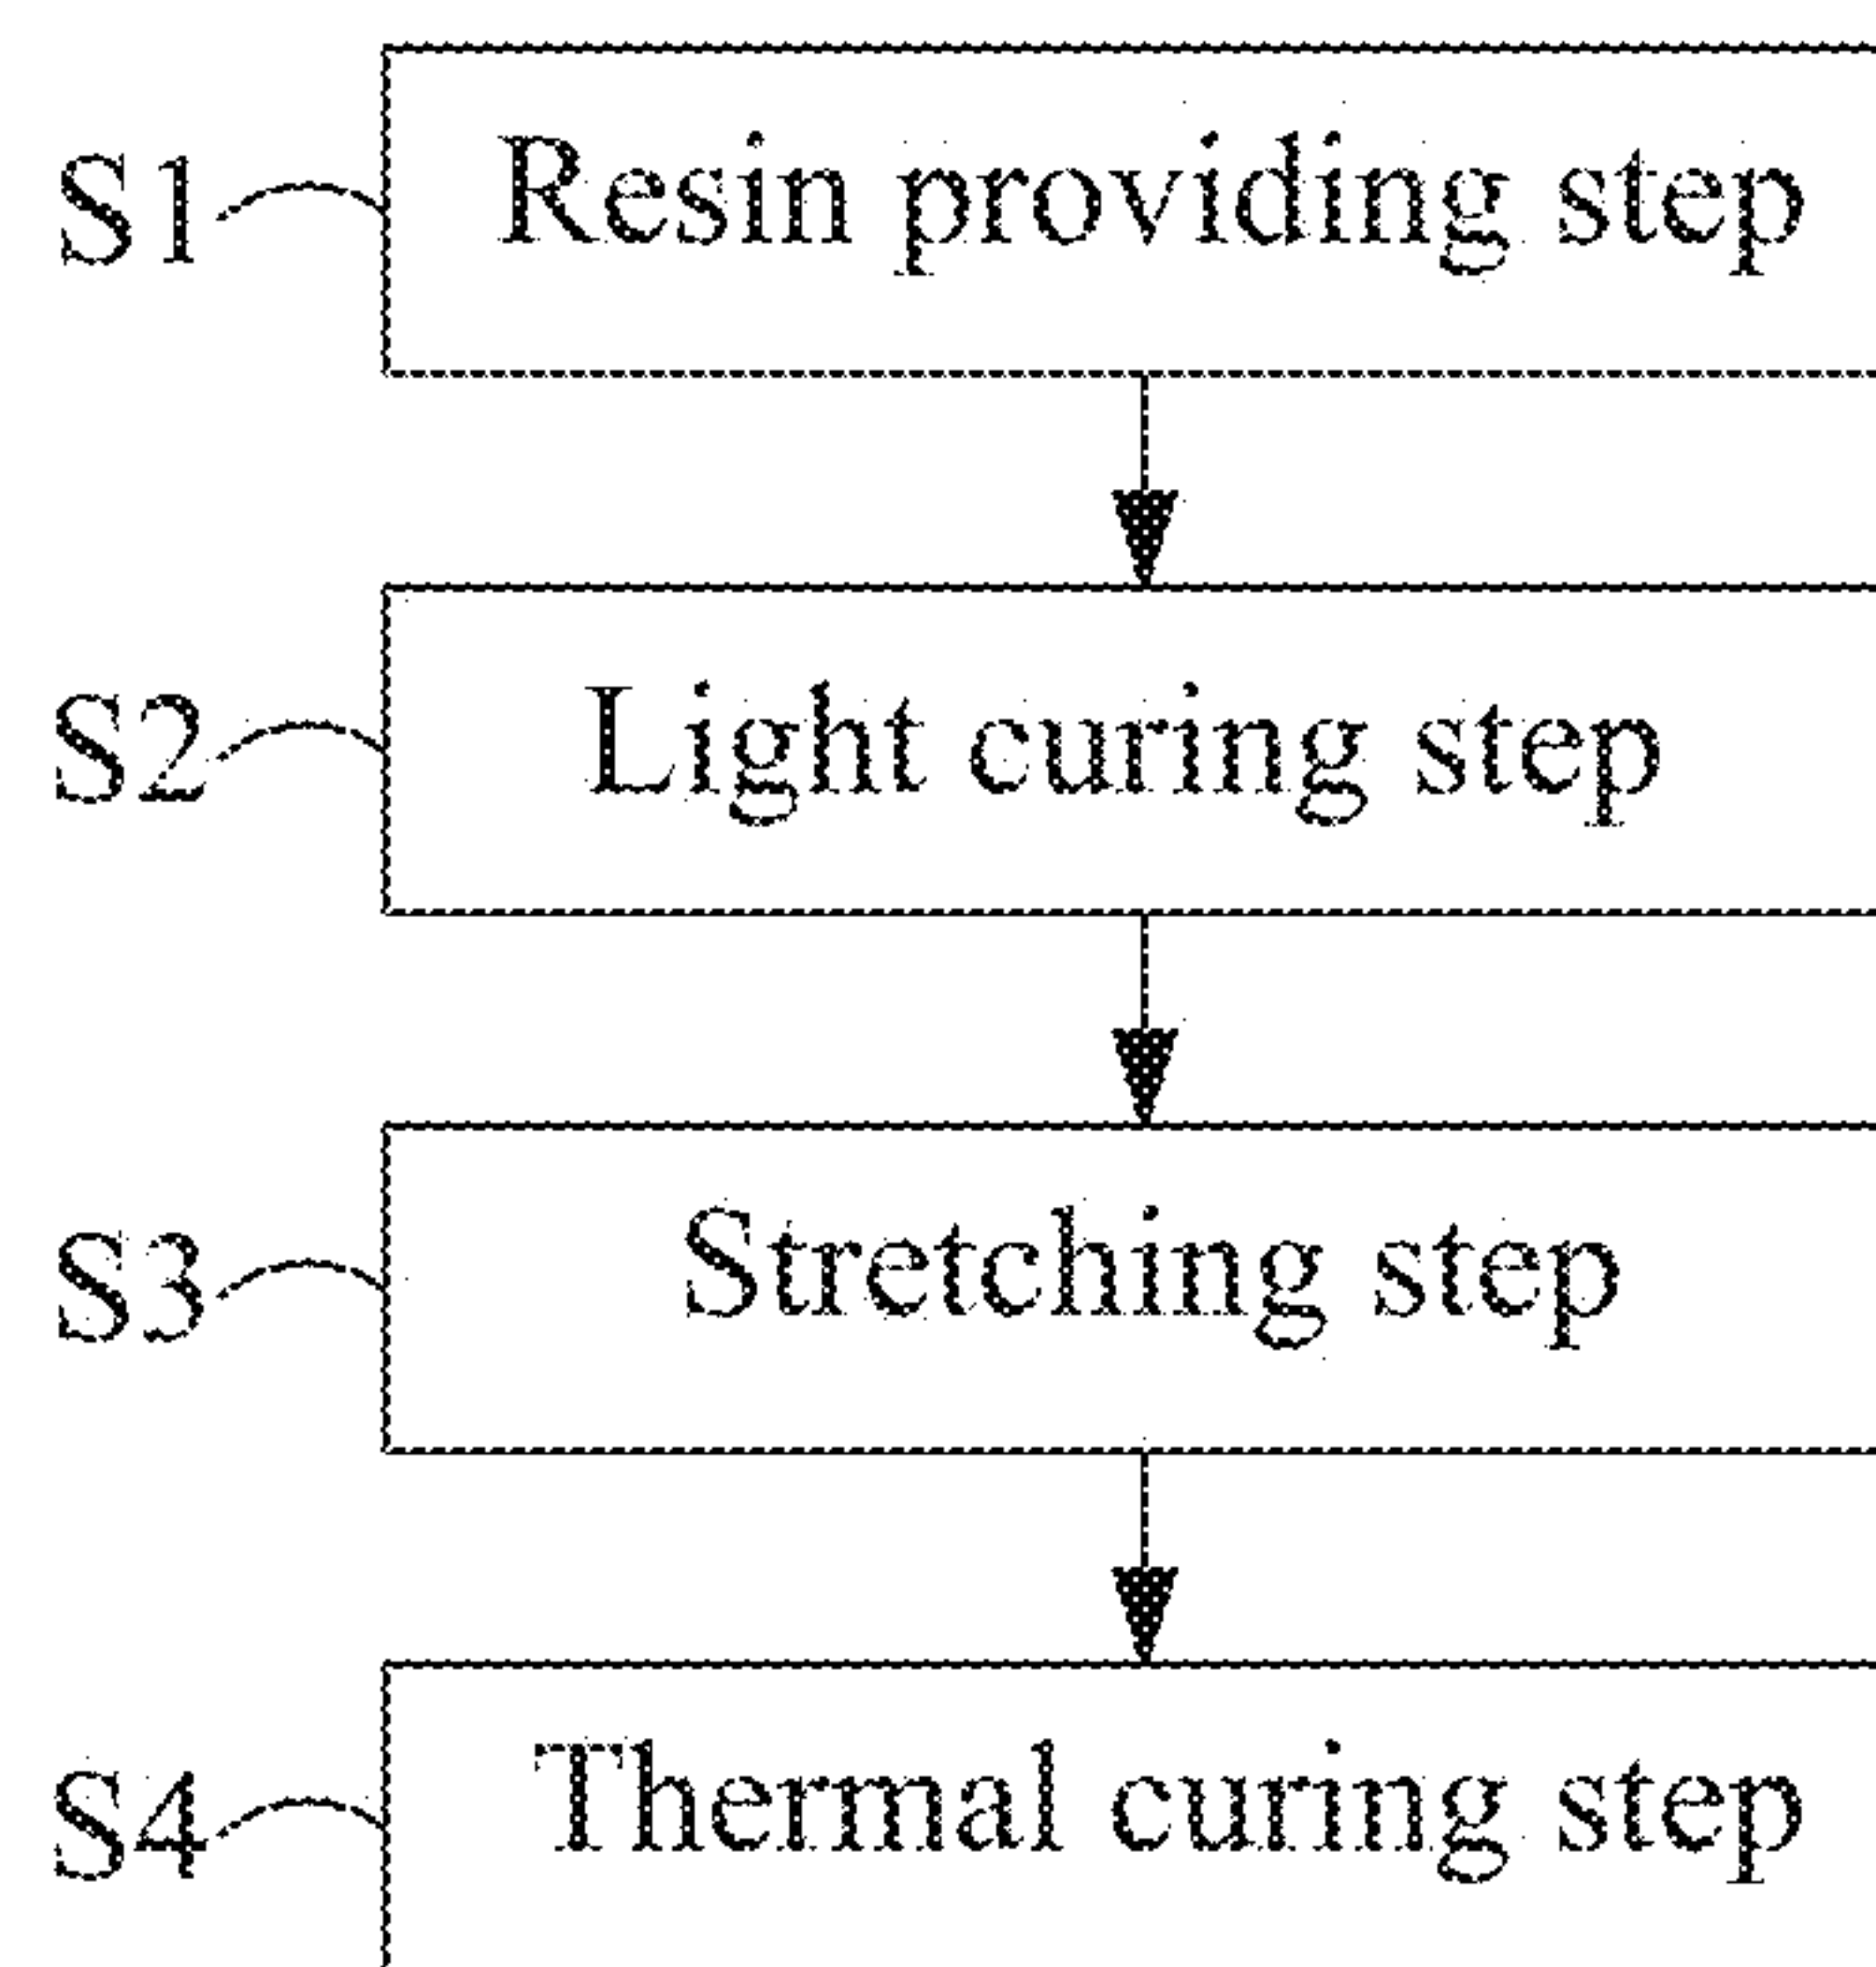 S1 Resin providing step
S2 Light curing step
S3 Stretching step
S4 Thermal curing step